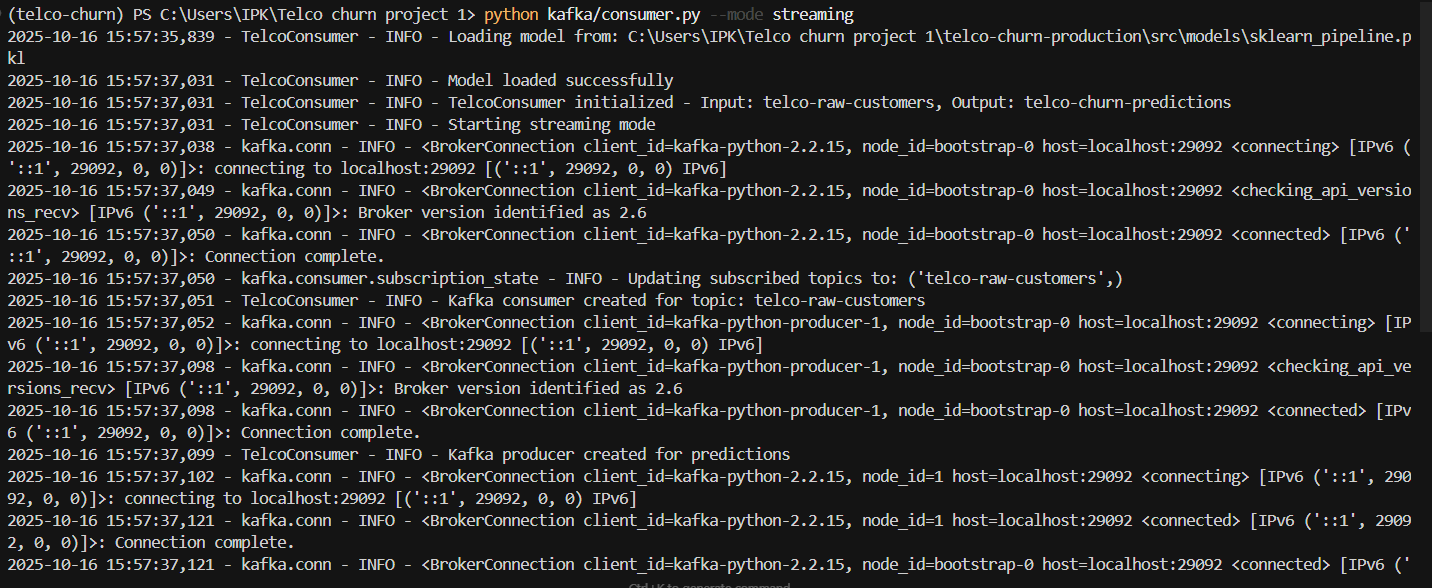 (telco-churn) PS C:\Users\IPK\Telco churn project 1> python kafka/consumer.py --mode streaming
2025-10-16 15:57:35,839 - TelcoConsumer - INFO - Loading model from: C:\Users\IPK\Telco churn project 1\telco-churn-production\src\models\sklearn_pipeline.p
kl
2025-10-16 15:57:37,031 - TelcoConsumer - INFO - Model loaded successfully
2025-10-16 15:57:37,031 - TelcoConsumer - INFO - TelcoConsumer initialized - Input: telco-raw-customers, Output: telco-churn-predictions
2025-10-16 15:57:37,031 - TelcoConsumer - INFO - Starting streaming mode
2025-10-16 15:57:37,038 - kafka.conn - INFO - <BrokerConnection client_id=kafka-python-2.2.15, node_id=bootstrap-0 host=localhost:29092 <connecting> [IPv6 (
'::1', 29092, 0, 0)]>: connecting to localhost:29092 [('::1', 29092, 0, 0) IPv6]
2025-10-16 15:57:37,049 - kafka.conn - INFO - <BrokerConnection client_id=kafka-python-2.2.15, node_id=bootstrap-0 host=localhost:29092 <checking_api_versio
ns_recv> [IPv6 ('::1', 29092, 0, 0)]>: Broker version identified as 2.6
2025-10-16 15:57:37,050 - kafka.conn - INFO - <BrokerConnection client_id=kafka-python-2.2.15, node_id=bootstrap-0 host=localhost:29092 <connected> [IPv6 ('
::1', 29092, 0, 0)]>: Connection complete.
2025-10-16 15:57:37,050 - kafka.consumer.subscription_state - INFO - Updating subscribed topics to: ('telco-raw-customers',)
2025-10-16 15:57:37,051 - TelcoConsumer - INFO - Kafka consumer created for topic: telco-raw-customers
2025-10-16 15:57:37,052 - kafka.conn - INFO - <BrokerConnection client_id=kafka-python-producer-1, node_id=bootstrap-0 host=localhost:29092 <connecting> [IP
v6 ('::1', 29092, 0, 0)]>: connecting to localhost:29092 [('::1', 29092, 0, 0) IPv6]
2025-10-16 15:57:37,098 - kafka.conn - INFO - <BrokerConnection client_id=kafka-python-producer-1, node_id=bootstrap-0 host=localhost:29092 <checking_api_ve
rsions_recv> [IPv6 ('::1', 29092, 0, 0)]>: Broker version identified as 2.6
2025-10-16 15:57:37,098 - kafka.conn - INFO - <BrokerConnection client_id=kafka-python-producer-1, node_id=bootstrap-0 host=localhost:29092 <connected> [IPv
6 ('::1', 29092, 0, 0)]>: Connection complete.
2025-10-16 15:57:37,099 - TelcoConsumer - INFO - Kafka producer created for predictions
2025-10-16 15:57:37,102 - kafka.conn - INFO - <BrokerConnection client_id=kafka-python-2.2.15, node_id=1 host=localhost:29092 <connecting> [IPv6 ('::1', 290
92, 0, 0)]>: connecting to localhost:29092 [('::1', 29092, 0, 0) IPv6]
2025-10-16 15:57:37,121 - kafka.conn - INFO - <BrokerConnection client_id=kafka-python-2.2.15, node_id=1 host=localhost:29092 <connected> [IPv6 ('::1', 2909
2, 0, 0)]>: Connection complete.
2025-10-16 15:57:37,121 - kafka.conn - INFO - <BrokerConnection client_id=kafka-python-2.2.15, node_id=bootstrap-0 host=localhost:29092 <connected> [IPv6 ('
Ctrl+K to generate command